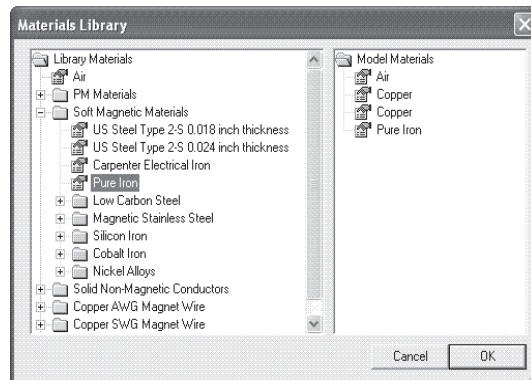 Materials Library
Library Materials
Air
PM Materials
Soft Magnetic Materials
US Steel Type 2-S 0.018 inch thickness
US Steel Type 2-S 0.024 inch thickness
Carpenter Electrical Iron
Pure Iron
Low Carbon Steel
Magnetic Stainless Steel
Silicon Iron
Cobalt Iron
Nickel Alloys
Solid Non-Magnetic Conductors
Copper AWG Magnet Wire
Copper SWG Magnet Wire
Model Materials
Air
Copper
Copper
Pure Iron
Cancel
OK